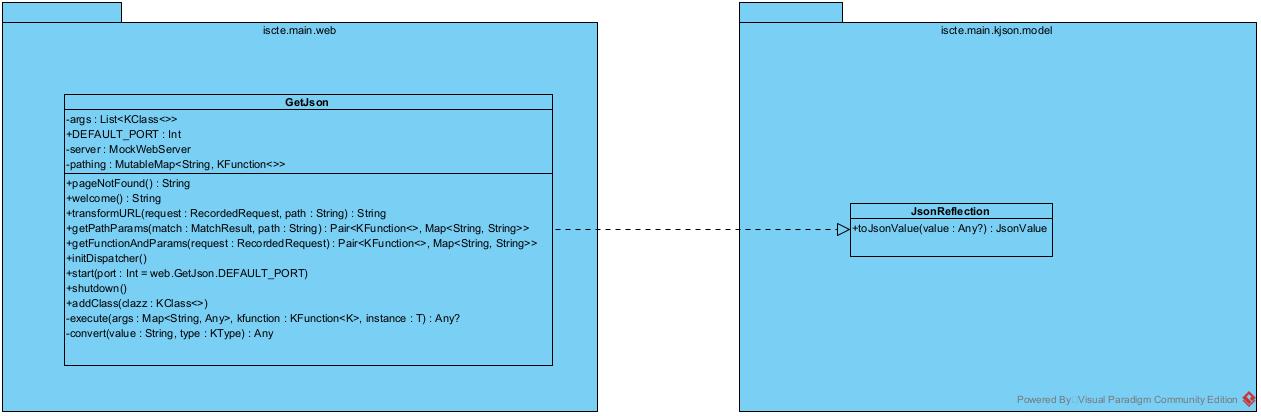 iscte.main.web
GetJson
-args : List<KClass<>>
+DEFAULT_PORT : Int
-server : MockWebServer
-pathing : MutableMap<String, KFunction<>>
+pageNotFound() : String
+welcome() : String
+transformURL(request : RecordedRequest, path : String) : String
+getPathParams(match : MatchResult, path : String) : Pair<KFunction<>, Map<String, String>>
+getFunctionAndParams(request : RecordedRequest) : Pair<KFunction<>, Map<String, String>>
+initDispatcher()
+start(port : Int = web.GetJson.DEFAULT_PORT)
+shutdown()
+addClass(clazz : KClass<>)
-execute(args : Map<String, Any>, kfunction : KFunction<K>, instance : T) : Any?
-convert(value : String, type : KType) : Any
iscte.main.kjson.model
JsonReflection
+toJsonValue(value : Any?) : JsonValue
Powered By: Visual Paradigm Community Edition